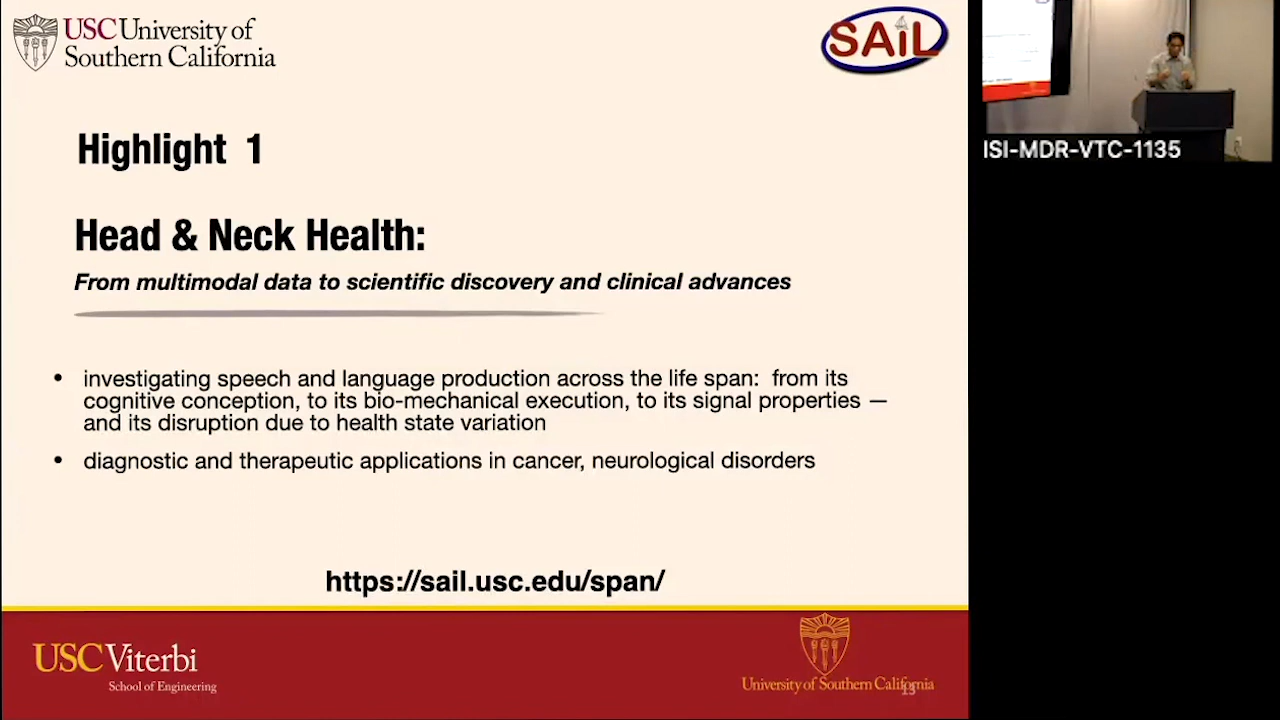 USC University of
Southern California
SAiL
ISI-MDR-VTC-1135
Highlight 1
Head & Neck Health:
From multimodal data to scientific discovery and clinical advances
• investigating speech and language production across the life span: from its
cognitive conception, to its bio-mechanical execution, to its signal properties —
and its disruption due to health state variation
• diagnostic and therapeutic applications in cancer, neurological disorders
https://sail.usc.edu/span/
USC Viterbi
School of Engineering
University of Southern California
13